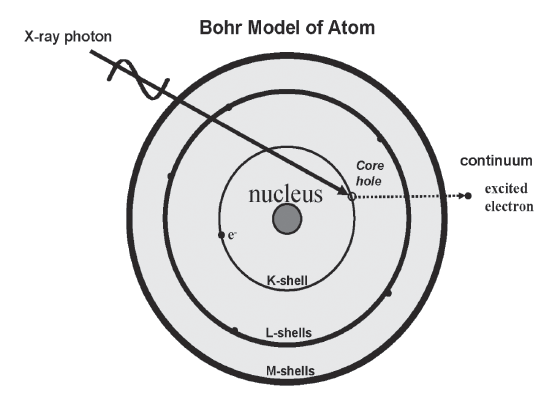 Bohr Model of Atom
X-ray photon
Core
hole
continuum
excited
electron
nucleus
e-
K-shell
L-shells
M-shells